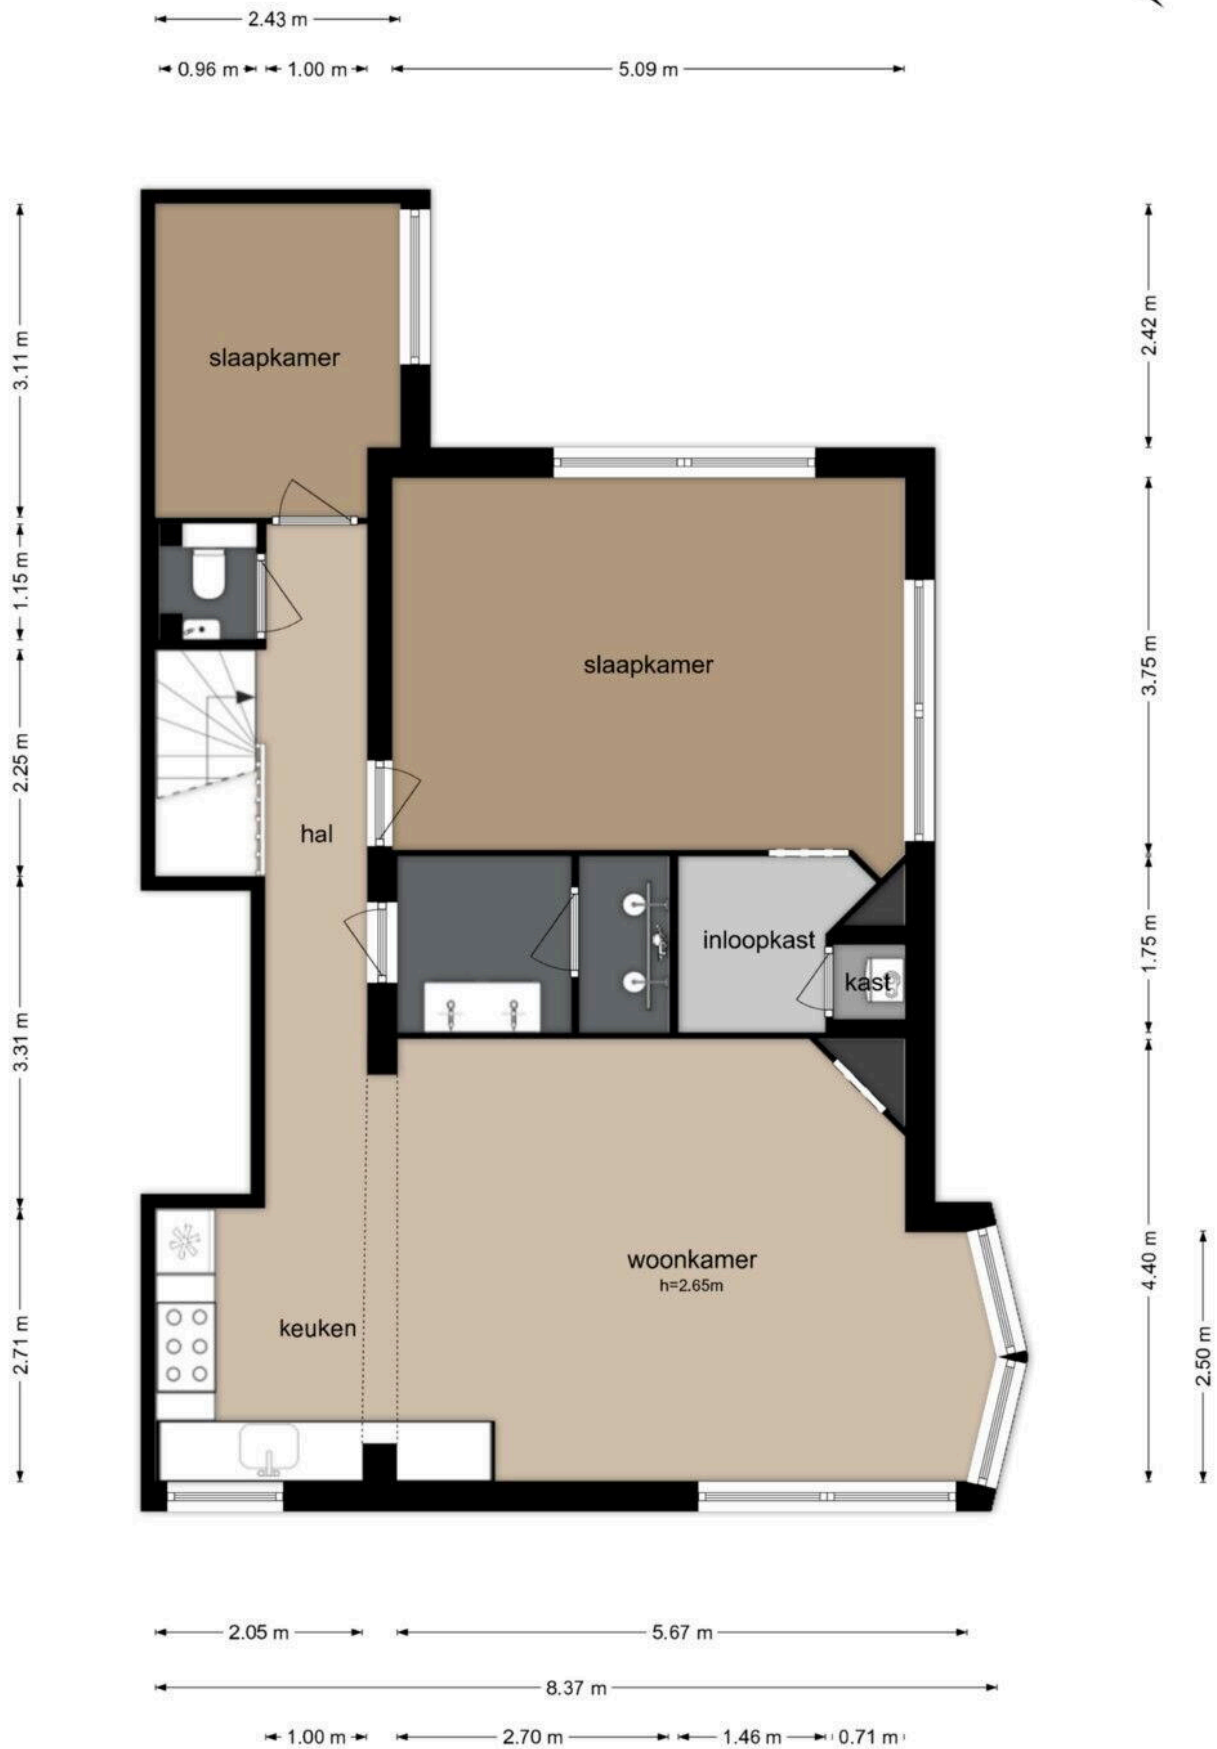 2.43 m
0.96 m
1.00 m
5.09 m
3.11 m
1.15 m
2.25 m
3.31 m
2.71 m
slaapkamer
slaapkamer
hal
inloopkast
kast
woonkamer
h=2.65m
keuken
2.42 m
3.75 m
1.75 m
4.40 m
2.50 m
2.05 m
5.67 m
8.37 m
1.00 m
2.70 m
1.46 m
0.71 m